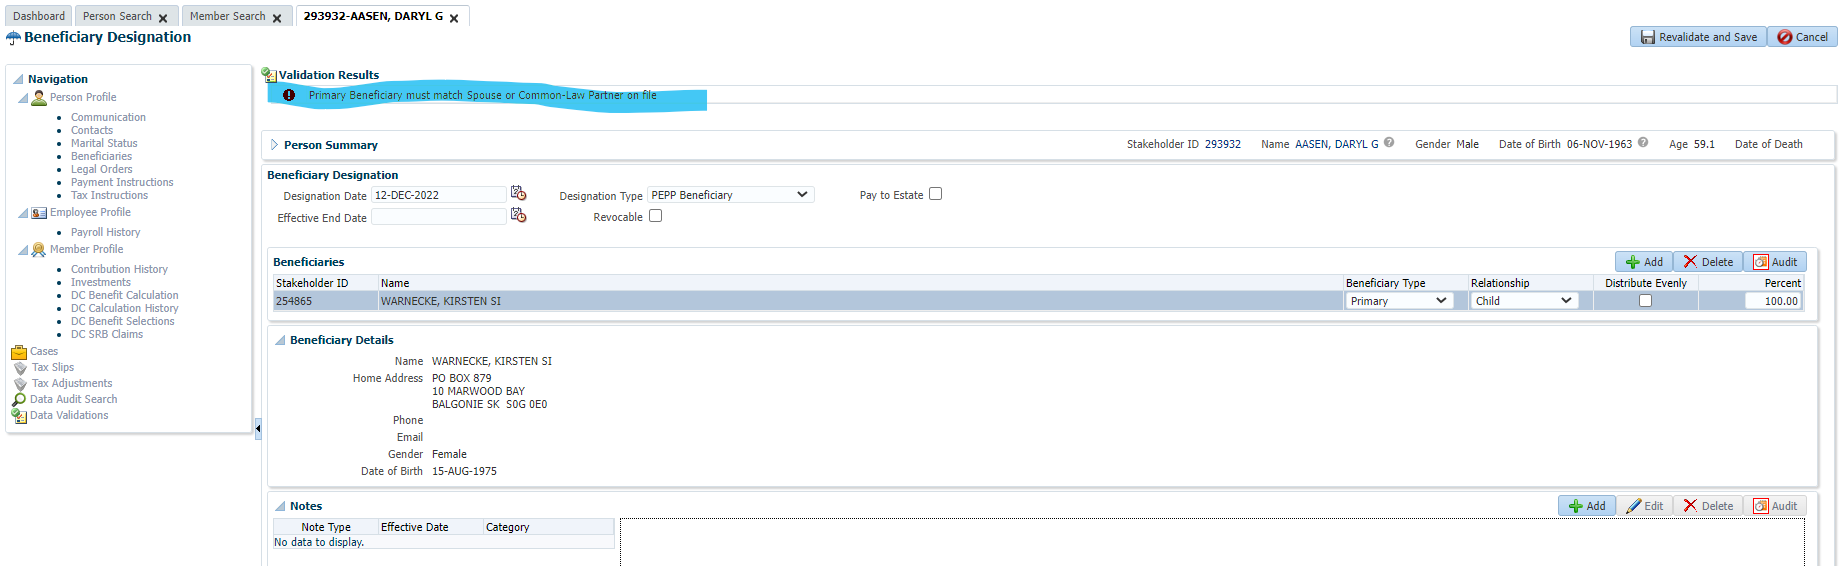 Dashboard Person Search Member Search 293932-AASEN, DARYL G
Beneficiary Designation
Revalidate and Save Cancel
Navigation
Person Profile
Communication
Contacts
Marital Status
Beneficiaries
Legal Orders
Payment Instructions
Tax Instructions
Employee Profile
Payroll History
Member Profile
Contribution History
Investments
DC Benefit Calculation
DC Calculation History
DC Benefit Selections
DC SRB Claims
Cases
Tax Slips
Tax Adjustments
Data Audit Search
Data Validations
Validation Results
Primary Beneficiary must match Spouse or Common-Law Partner on file
Person Summary Stakeholder ID 293932 Name AASEN, DARYL G Gender Male Date of Birth 06-NOV-1963 Age 59.1 Date of Death
Beneficiary Designation
Designation Date 12-DEC-2022 Designation Type PEPP Beneficiary Pay to Estate
Effective End Date Revocable
Beneficiaries Add Delete Audit
Stakeholder ID Name Beneficiary Type Relationship Distribute Evenly Percent
254865 WARNECKE, KIRSTEN SI Primary Child 100.00
Beneficiary Details
Name WARNECKE, KIRSTEN SI
Home Address PO BOX 879
10 MARWOOD BAY
BALGONIE SK S0G 0E0
Phone
Email
Gender Female
Date of Birth 15-AUG-1975
Notes Add Edit Delete Audit
Note Type Effective Date Category
No data to display.